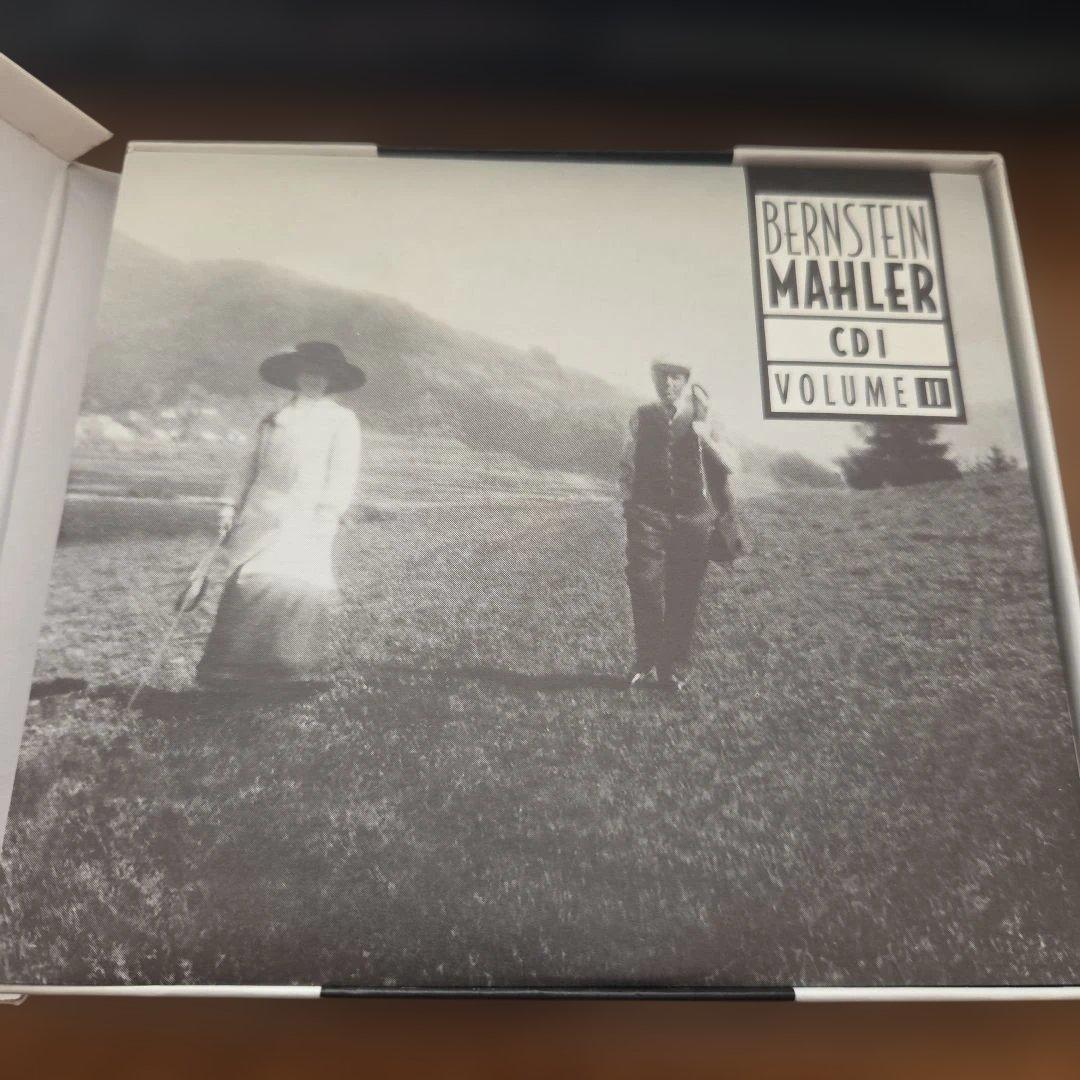 BERNSTEIN
MAHLER
CD I
VOLUME II